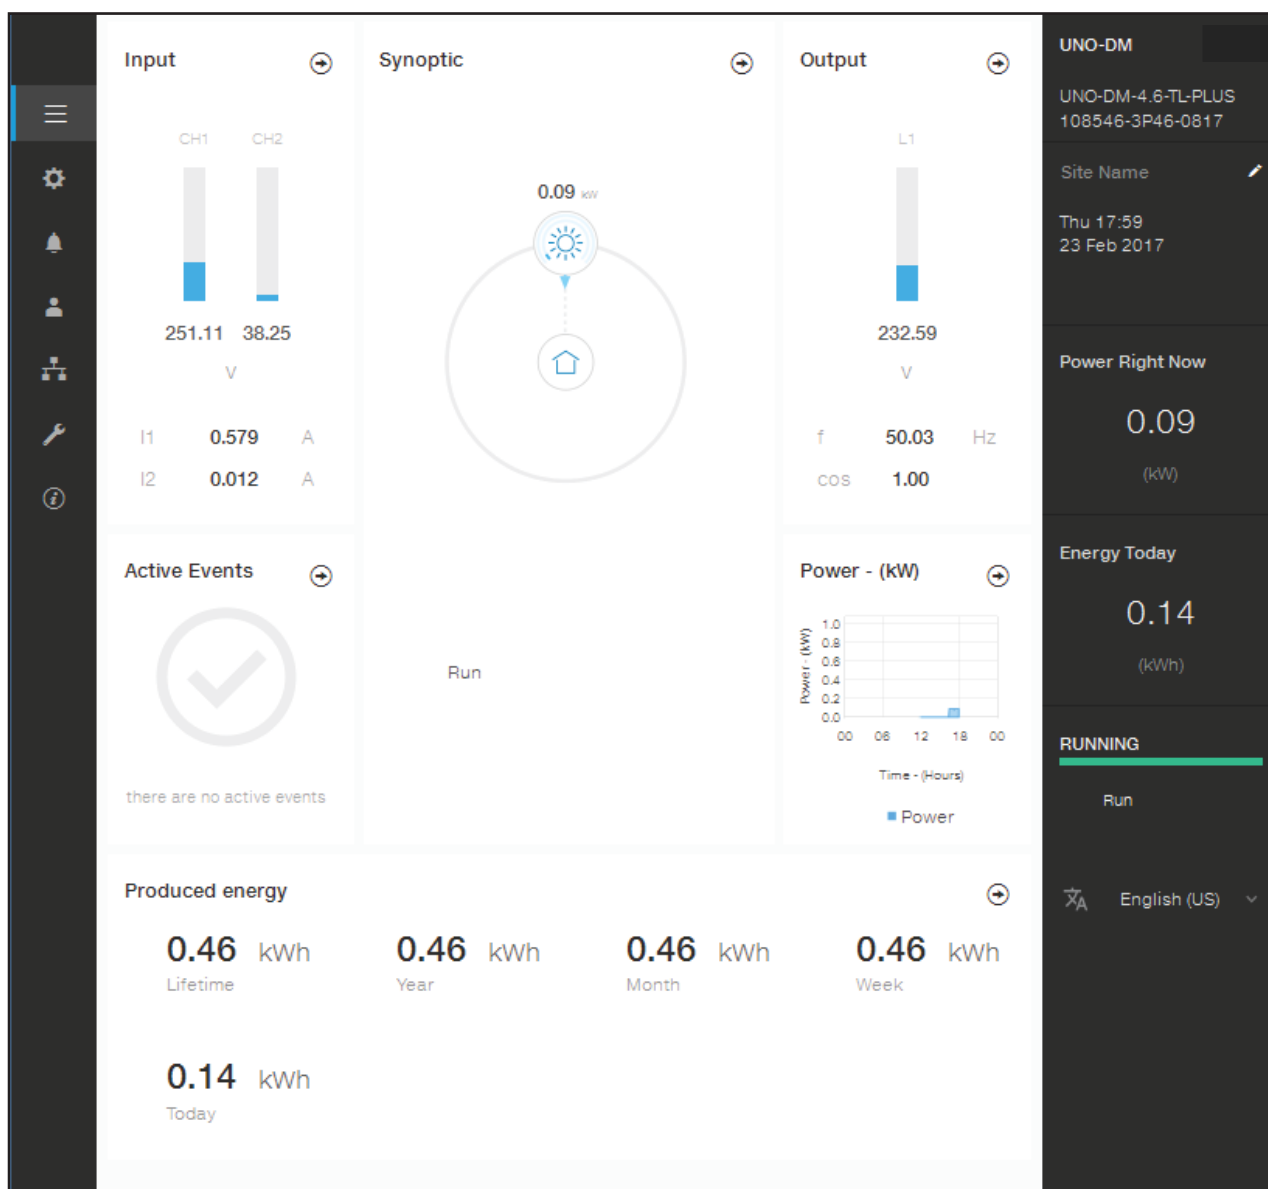 Input
CH1 CH2
251.11 38.25
V
I1 0.579 A
I2 0.012 A
Synoptic
0.09 kW
Run
Output
L1
232.59
V
f 50.03 Hz
cos 1.00
Active Events
there are no active events
Power - (kW)
Power - (kW)
1.0
0.8
0.6
0.4
0.2
0.0
00 06 12 18 00
Time - (Hours)
Power
Produced energy
0.46 kWh
Lifetime
0.46 kWh
Year
0.46 kWh
Month
0.46 kWh
Week
0.14 kWh
Today
UNO-DM
UNO-DM-4.6-TL-PLUS
108546-3P46-0817
Site Name
Thu 17:59
23 Feb 2017
Power Right Now
0.09
(kW)
Energy Today
0.14
(kWh)
RUNNING
Run
English (US)